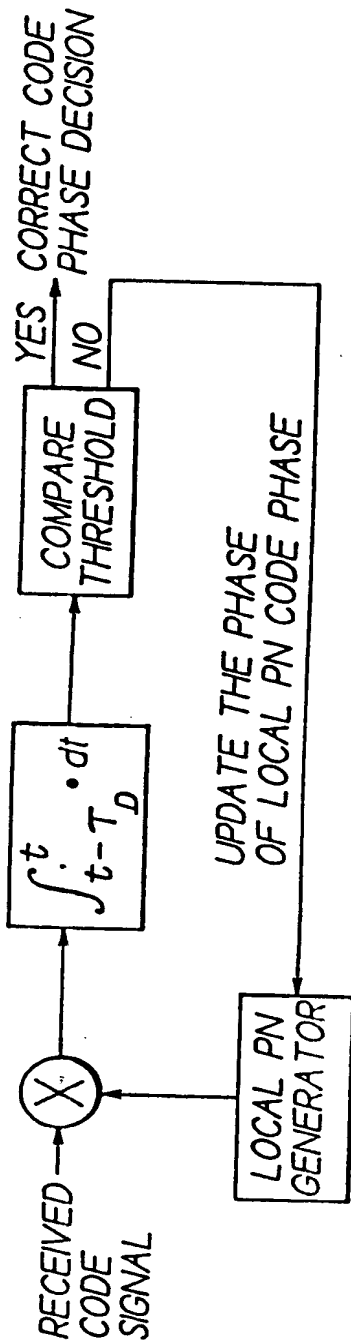 RECEIVED
CODE
SIGNAL
X
∫ t t-T_D • dt
COMPARE
THRESHOLD
YES
CORRECT CODE
PHASE DECISION
NO
UPDATE THE PHASE
OF LOCAL PN CODE PHASE
LOCAL PN
GENERATOR